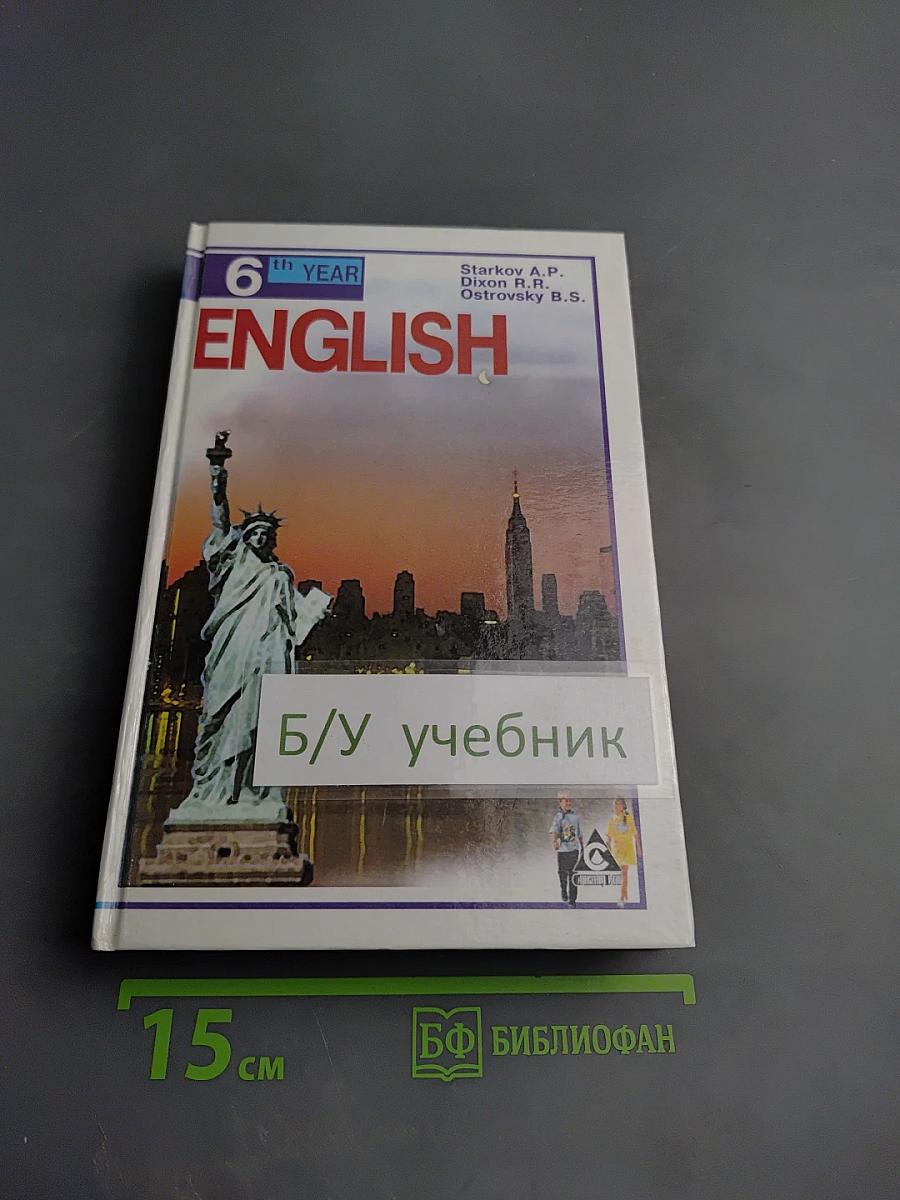 6th YEAR
Starkov A.P.
Dixon R.R.
Ostrovsky B.S.
ENGLISH
Б/У учебник
15 см
БФ БИБЛИОФАН